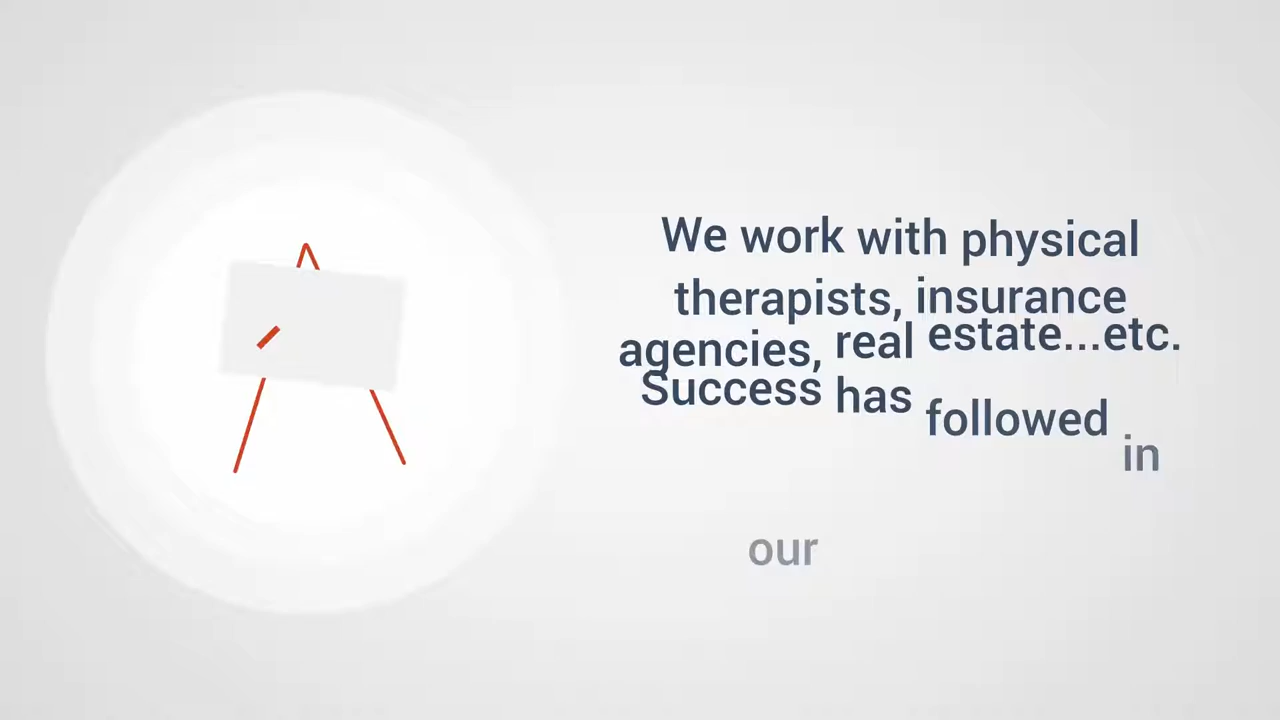 We work with physical
therapists, insurance
agencies, real estate...etc.
Success has followed in
our